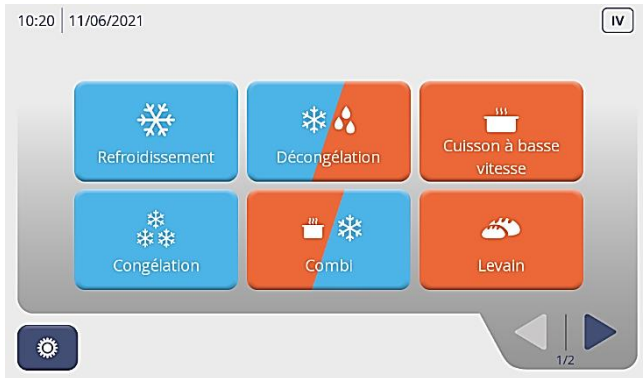 10:20 11/06/2021
IV
Refroidissement
Décongélation
Cuisson à basse
vitesse
Congélation
Combi
Levain
1/2